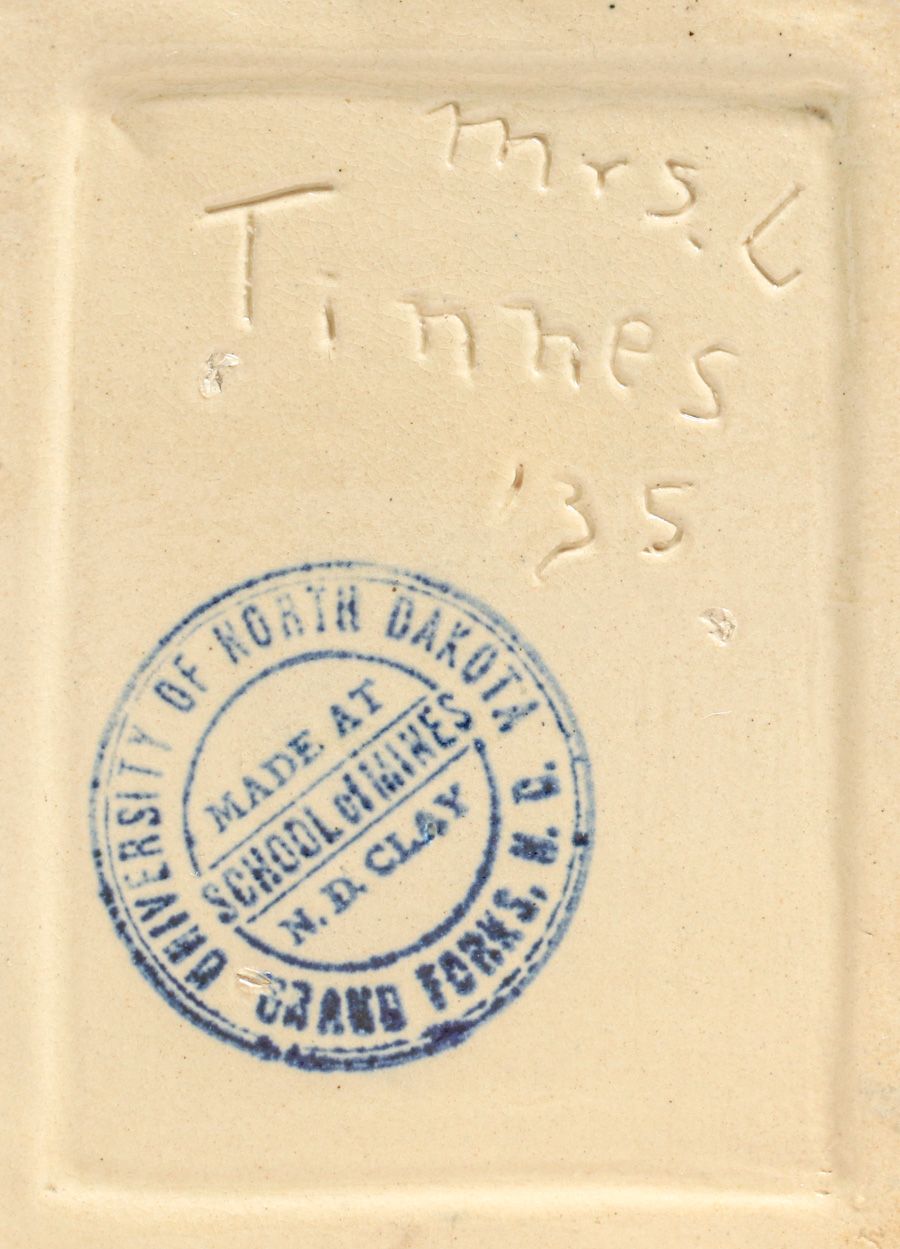 Mrs. L
Tinnes
'35
UNIVERSITY OF NORTH DAKOTA
GRAND FORKS, N. D.
MADE AT
SCHOOL of MINES
N. D. CLAY